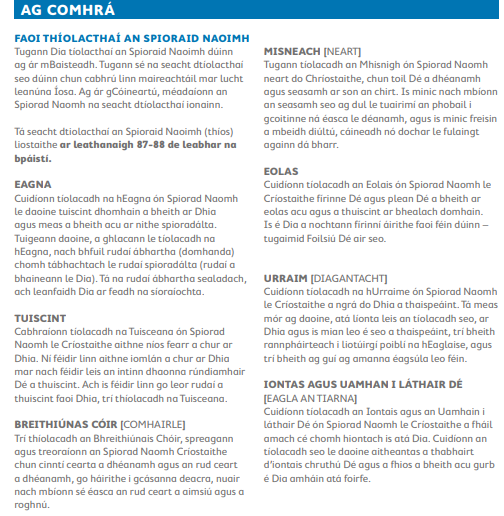 AG COMHRÁ
FAOI THÍOLACTHAÍ AN SPIORAID NAOIMH
Tugann Dia tíolacthaí an Spioraid Naoimh dúinn
ag ár mBaisteadh. Tugann sé na seacht dtíolacthaí
seo dúinn chun cabhrú linn maireachtáil mar lucht
leanúna Íosa. Ag ár gCóineartú, méadaíonn an
Spiorad Naomh na seacht dtíolacthaí ionainn.
Tá seacht dtíolacthaí an Spioraid Naoimh (thíos)
liostaithe ar leathanaigh 87-88 de leabhar na
bpáistí.
EAGNA
Cuidíonn tíolacadh na hEagna ón Spiorad Naomh
le daoine tuiscint dhomhain a bheith ar Dhia
agus meas a bheith acu ar nithe spioradálta.
Tuigeann daoine, a ghlacann le tíolacadh na
hEagna, nach bhfuil rudaí ábhartha (domhanda)
chomh tábhachtach le rudaí spioradálta (rudaí a
bhaineann le Dia). Tá na rudaí ábhartha sealadach,
ach leanfaidh Dia ar feadh na síoraíochta.
TUISCINT
Cabhraíonn tíolacadh na Tuisceana ón Spiorad
Naomh le Críostaithe aithne níos fearr a chur ar
Dhia. Ní féidir linn aithne iomlán a chur ar Dhia
mar nach féidir leis an intinn dhaonna rúndiamhair
Dé a thuiscint. Ach is féidir linn go leor rudaí a
thuiscint faoi Dhia, trí thíolacadh na Tuisceana.
BREITHIÚNAS CÓIR [COMHAIRLE]
Trí thíolacadh an Bhreithiúnais Chóir, spreagann
agus treoraíonn an Spiorad Naomh Críostaithe
chun cinntí cearta a dhéanamh agus an rud ceart
a dhéanamh, go háirithe i gcásanna deacra, nuair
nach mbíonn sé éasca an rud ceart a aimsiú agus a
roghnú.
MISNEACH [NEART]
Tugann tíolacadh an Mhisnigh ón Spiorad Naomh
neart do Chríostaithe, chun toil Dé a dhéanamh
agus seasamh ar son an chirt. Is minic nach mbíonn
an seasamh seo ag dul le tuairimí an phobail i
gcoitinne ná éasca le déanamh, agus is minic freisin
a mbeidh diúltú, cáineadh nó dochar le fulaingt
againn dá bharr.
EOLAS
Cuidíonn tíolacadh an Eolais ón Spiorad Naomh le
Críostaithe fírinne Dé agus plean Dé a bheith ar
eolas acu agus a thuiscint ar bhealach domhain.
Is é Dia a nochtann fírinní áirithe faoi féin dúinn –
tugaimid Foilsiú Dé air seo.
URRAIM [DIAGANTACHT]
Cuidíonn tíolacadh na hUrraime ón Spiorad Naomh
le Críostaithe a ngrá do Dhia a thaispeáint. Tá meas
mór ag daoine, atá líonta leis an tíolacadh seo, ar
Dhia agus is mian leo é seo a thaispeáint, trí bheith
rannpháirteach i liotúirgí poiblí na hEaglaise, agus
trí bheith ag guí ag amanna éagsúla leo féin.
IONTAS AGUS UAMHAN I LÁTHAIR DÉ
[EAGLA AN TIARNA]
Cuidíonn tíolacadh an Iontais agus an Uamhain i
láthair Dé ón Spiorad Naomh le Críostaithe a fháil
amach cé chomh hiontach is atá Dia. Cuidíonn an
tíolacadh seo le daoine aitheantas a thabhairt
d'iontais chruthú Dé agus a fhios a bheith acu gurb
é Dia amháin atá foirfe.